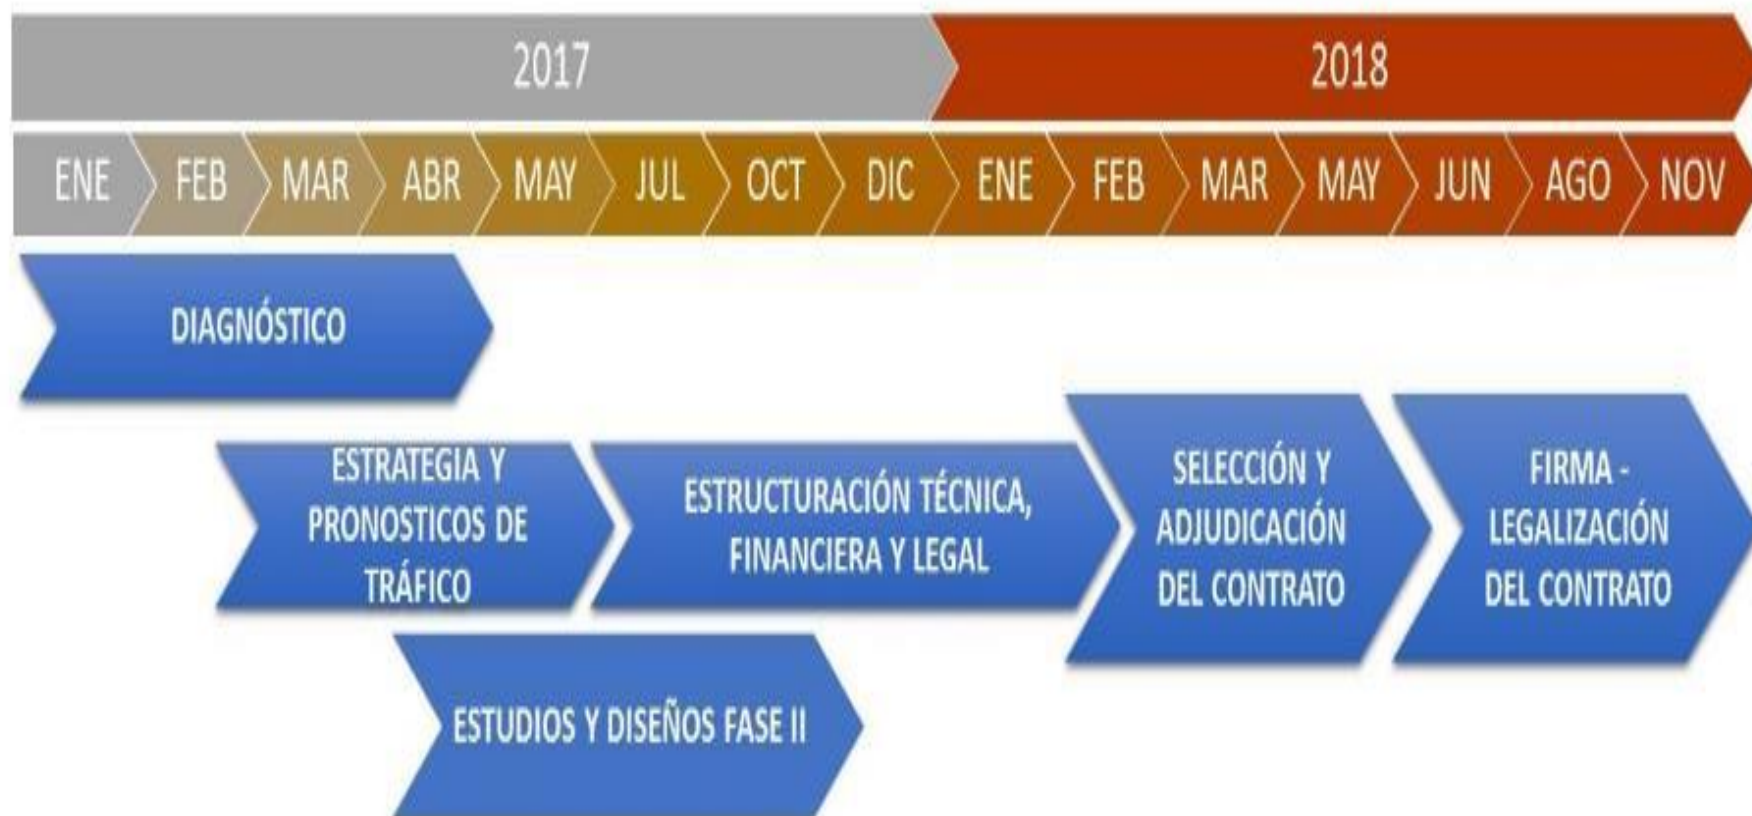 2017 2018
ENE FEB MAR ABR MAY JUL OCT DIC ENE FEB MAR MAY JUN AGO NOV
DIAGNÓSTICO
ESTRATEGIA Y
PRONOSTICOS DE
TRÁFICO
ESTRUCTURACIÓN TÉCNICA,
FINANCIERA Y LEGAL
SELECCIÓN Y
ADJUDICACIÓN
DEL CONTRATO
FIRMA -
LEGALIZACIÓN
DEL CONTRATO
ESTUDIOS Y DISEÑOS FASE II